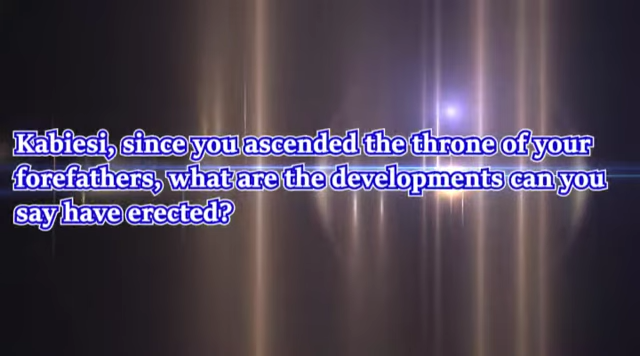 Kabiesi, since you ascended the throne of your
forefathers, what are the developments can you
say have erected?